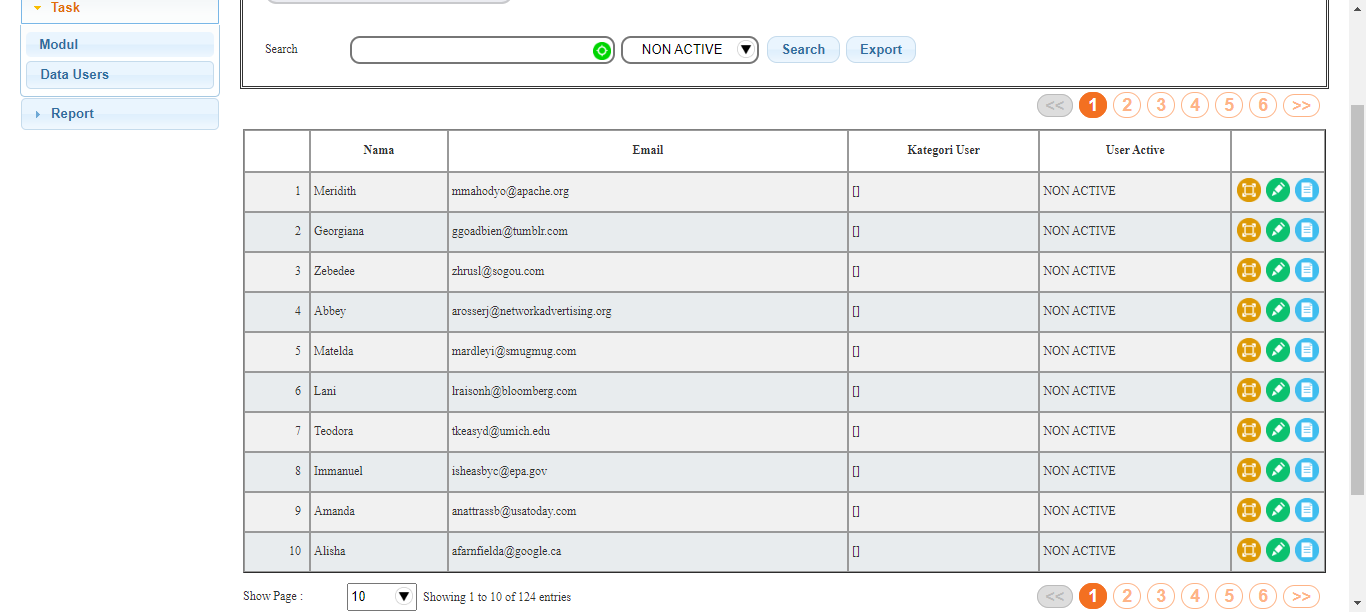 Task
Modul
Data Users
Report
Search NON ACTIVE Search Export
<< 1 2 3 4 5 6 >>
Nama Email Kategori User User Active
1 Meridith mmahodyo@apache.org [] NON ACTIVE
2 Georgiana ggoadbien@tumblr.com [] NON ACTIVE
3 Zebedee zhrusl@sogou.com [] NON ACTIVE
4 Abbey arosserj@networkadvertising.org [] NON ACTIVE
5 Matelda mardleyi@smugmug.com [] NON ACTIVE
6 Lani lraisonh@bloomberg.com [] NON ACTIVE
7 Teodora tkeasyd@umich.edu [] NON ACTIVE
8 Immanuel isheasbyc@epa.gov [] NON ACTIVE
9 Amanda anattrassb@usatoday.com [] NON ACTIVE
10 Alisha afarnfielda@google.ca [] NON ACTIVE
Show Page : 10 Showing 1 to 10 of 124 entries << 1 2 3 4 5 6 >>